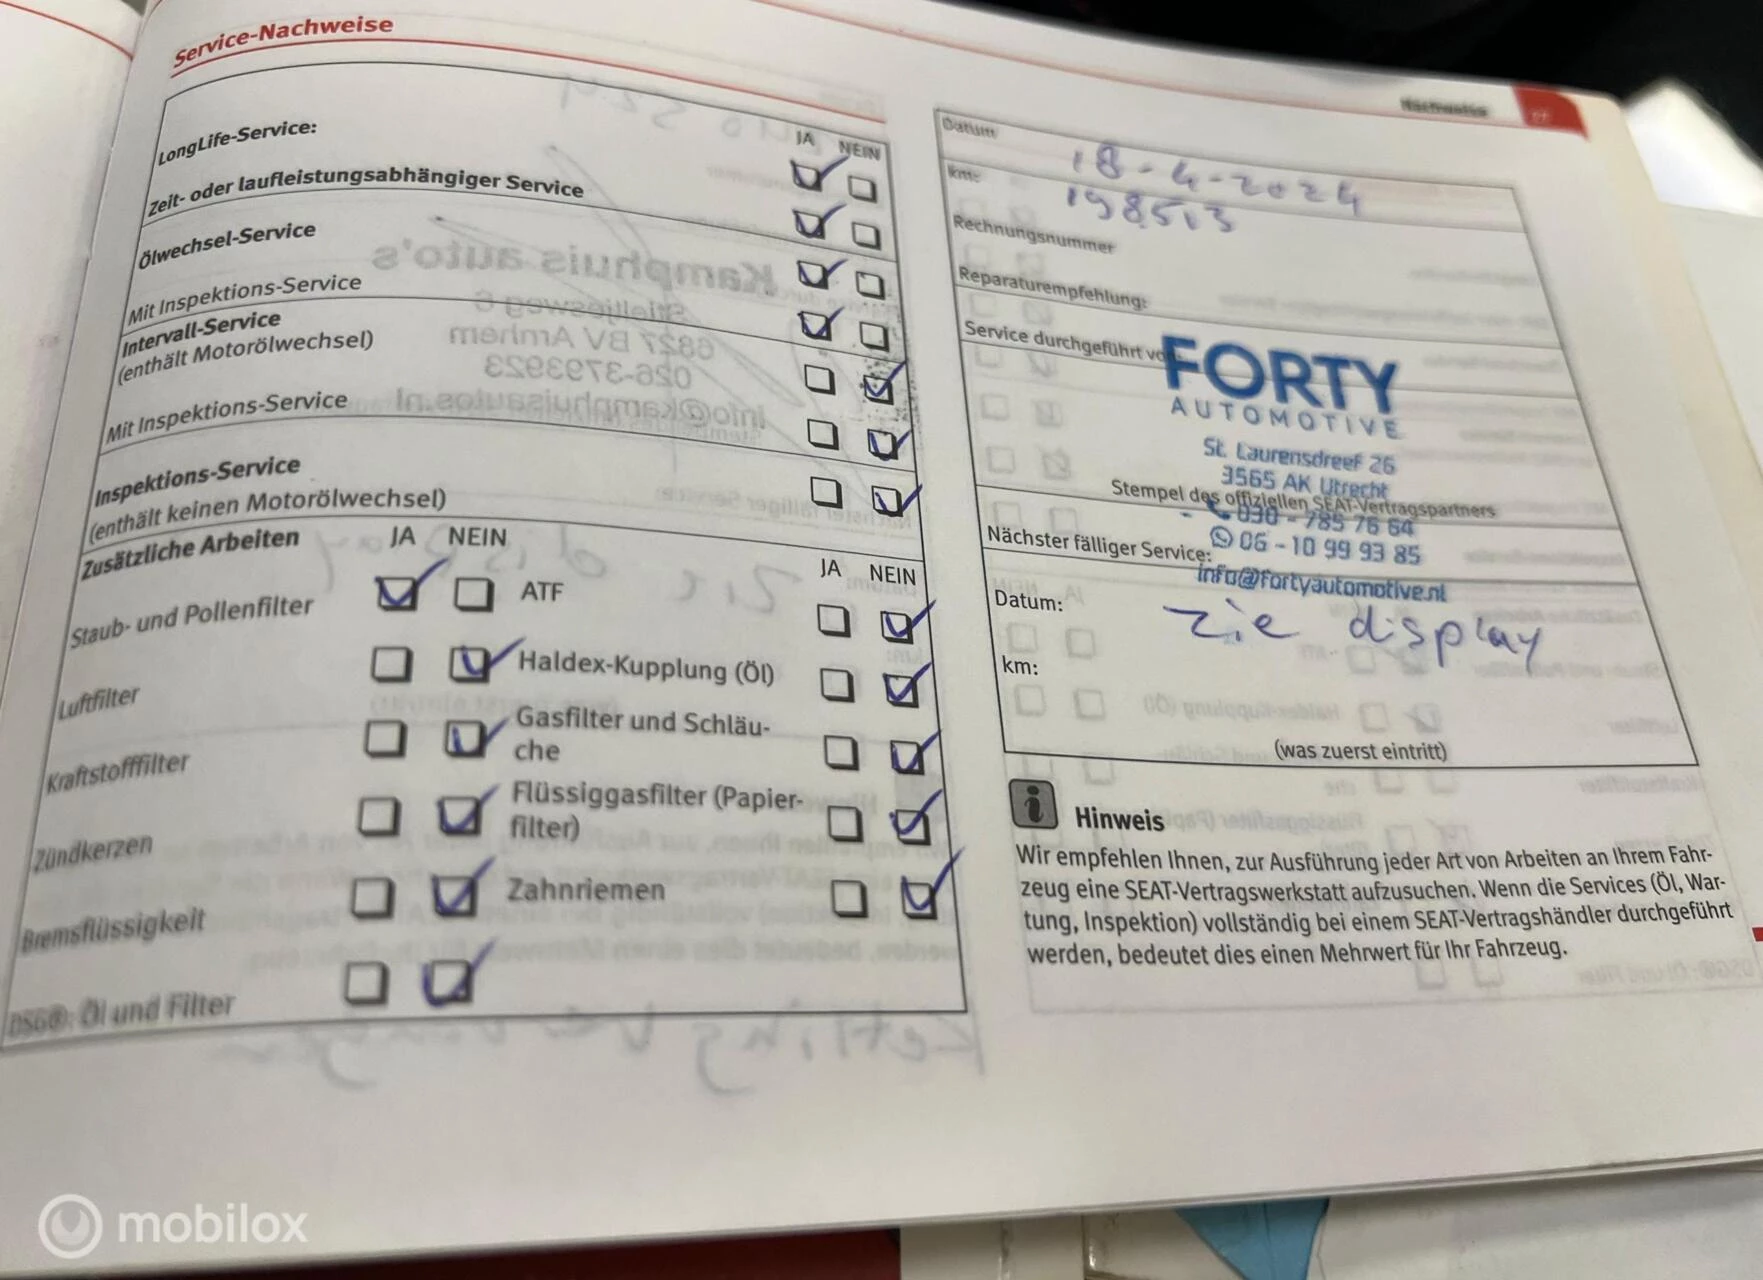 Service-Nachweise
JA NEIN
LongLife-Service:
Zeit- oder laufleistungsabhängiger Service
Ölwechsel-Service
Mit Inspektions-Service
Intervall-Service
(enthält Motorölwechsel)
Mit Inspektions-Service
Inspektions-Service
(enthält keinen Motorölwechsel)
Zusätzliche Arbeiten JA NEIN JA NEIN
Staub- und Pollenfilter ATF
Luftfilter Haldex-Kupplung (Öl)
Kraftstofffilter Gasfilter und Schläu-
che
Zündkerzen Flüssiggasfilter (Papier-
filter)
Bremsflüssigkeit Zahnriemen
DSG®: Öl und Filter
Nachweise
Datum 18-4-2024
km: 198513
Rechnungsnummer
Reparaturempfehlung:
Service durchgeführt von:
FORTY
AUTOMOTIVE
St. Laurensdreef 26
3565 AK Utrecht
Stempel des offiziellen SEAT-Vertragspartners
030 - 785 76 64
06 - 10 99 93 85
info@fortyautomotive.nl
Nächster fälliger Service:
Datum: zie display
km:
(was zuerst eintritt)
Hinweis
Wir empfehlen Ihnen, zur Ausführung jeder Art von Arbeiten an Ihrem Fahr-
zeug eine SEAT-Vertragswerkstatt aufzusuchen. Wenn die Services (Öl, War-
tung, Inspektion) vollständig bei einem SEAT-Vertragshändler durchgeführt
werden, bedeutet dies einen Mehrwert für Ihr Fahrzeug.
mobilox